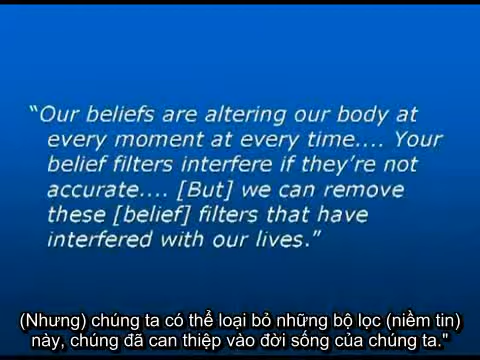 “Our beliefs are altering our body at
every moment at every time.... Your
belief filters interfere if they’re not
accurate.... [But] we can remove
these [belief] filters that have
interfered with our lives.”
(Nhưng) chúng ta có thể loại bỏ những bộ lọc (niềm tin)
này, chúng đã can thiệp vào đời sống của chúng ta."